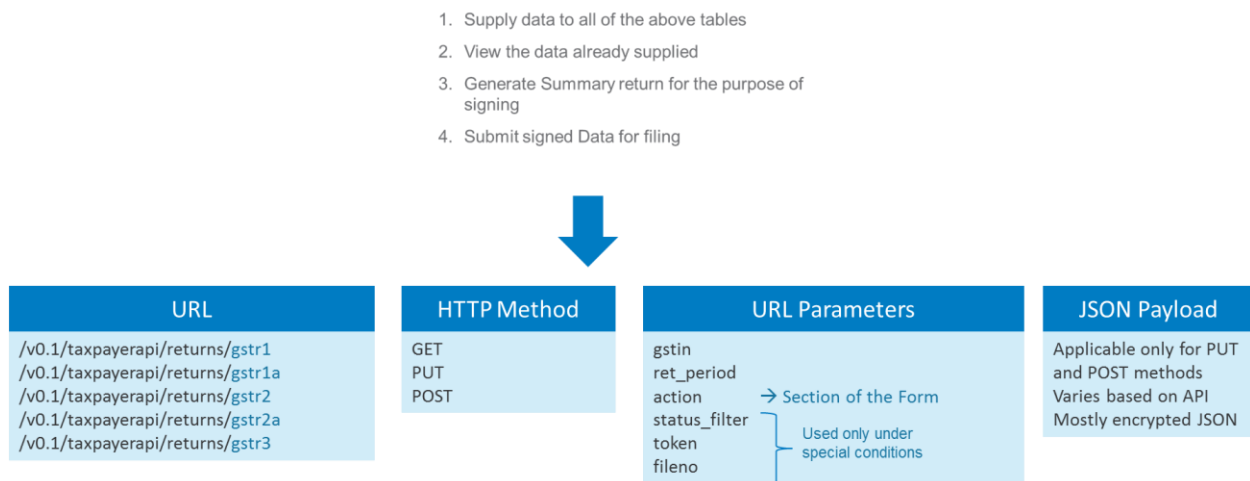 1. Supply data to all of the above tables
2. View the data already supplied
3. Generate Summary return for the purpose of
signing
4. Submit signed Data for filing
URL
/v0.1/taxpayerapi/returns/gstr1
/v0.1/taxpayerapi/returns/gstr1a
/v0.1/taxpayerapi/returns/gstr2
/v0.1/taxpayerapi/returns/gstr2a
/v0.1/taxpayerapi/returns/gstr3
HTTP Method
GET
PUT
POST
URL Parameters
gstin
ret_period
action → Section of the Form
status_filter
token
fileno
Used only under
special conditions
JSON Payload
Applicable only for PUT
and POST methods
Varies based on API
Mostly encrypted JSON